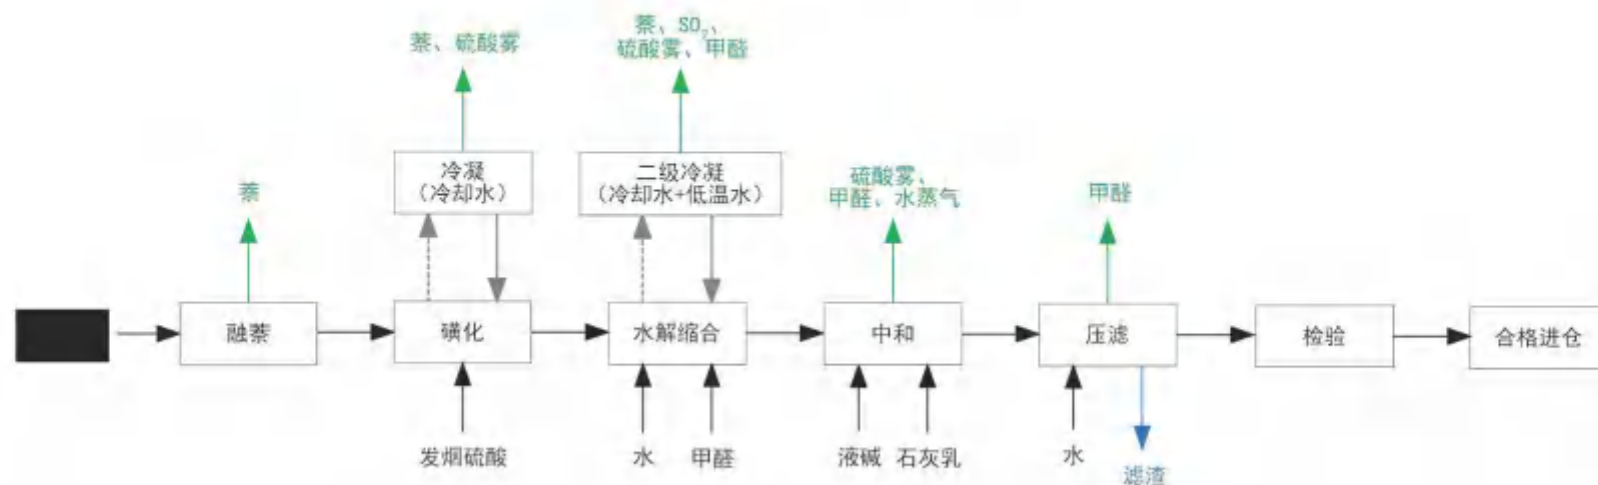 萘、SO₂、
硫酸雾、甲醛
萘、硫酸雾
冷凝
（冷却水）
二级冷凝
（冷却水+低温水）
萘
硫酸雾、
甲醛、水蒸气
甲醛
融萘
磺化
水解缩合
中和
压滤
检验
合格进仓
发烟硫酸
水
甲醛
液碱
石灰乳
水
滤渣